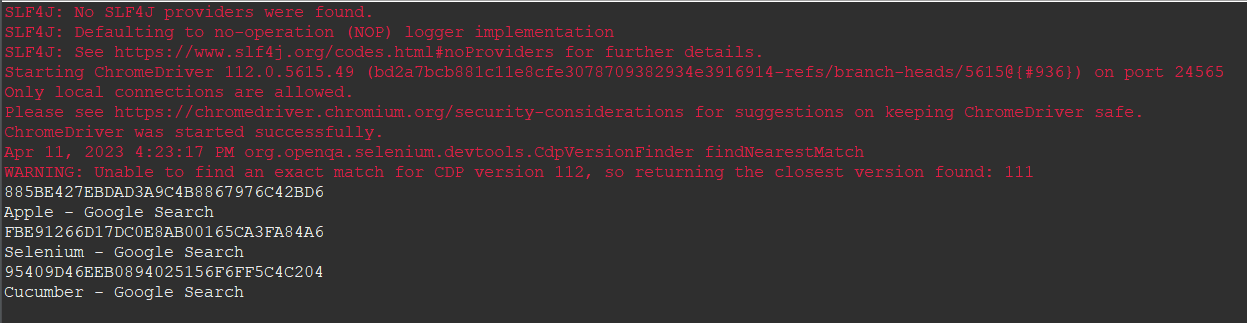 SLF4J: No SLF4J providers were found.
SLF4J: Defaulting to no-operation (NOP) logger implementation
SLF4J: See https://www.slf4j.org/codes.html#noProviders for further details.
Starting ChromeDriver 112.0.5615.49 (bd2a7bcb881c11e8cfe3078709382934e3916914-refs/branch-heads/5615@{#936}) on port 24565
Only local connections are allowed.
Please see https://chromedriver.chromium.org/security-considerations for suggestions on keeping ChromeDriver safe.
ChromeDriver was started successfully.
Apr 11, 2023 4:23:17 PM org.openqa.selenium.devtools.CdpVersionFinder findNearestMatch
WARNING: Unable to find an exact match for CDP version 112, so returning the closest version found: 111
885BE427EBDAD3A9C4B8867976C42BD6
Apple - Google Search
FBE91266D17DC0E8AB00165CA3FA84A6
Selenium - Google Search
95409D46EEB0894025156F6FF5C4C204
Cucumber - Google Search